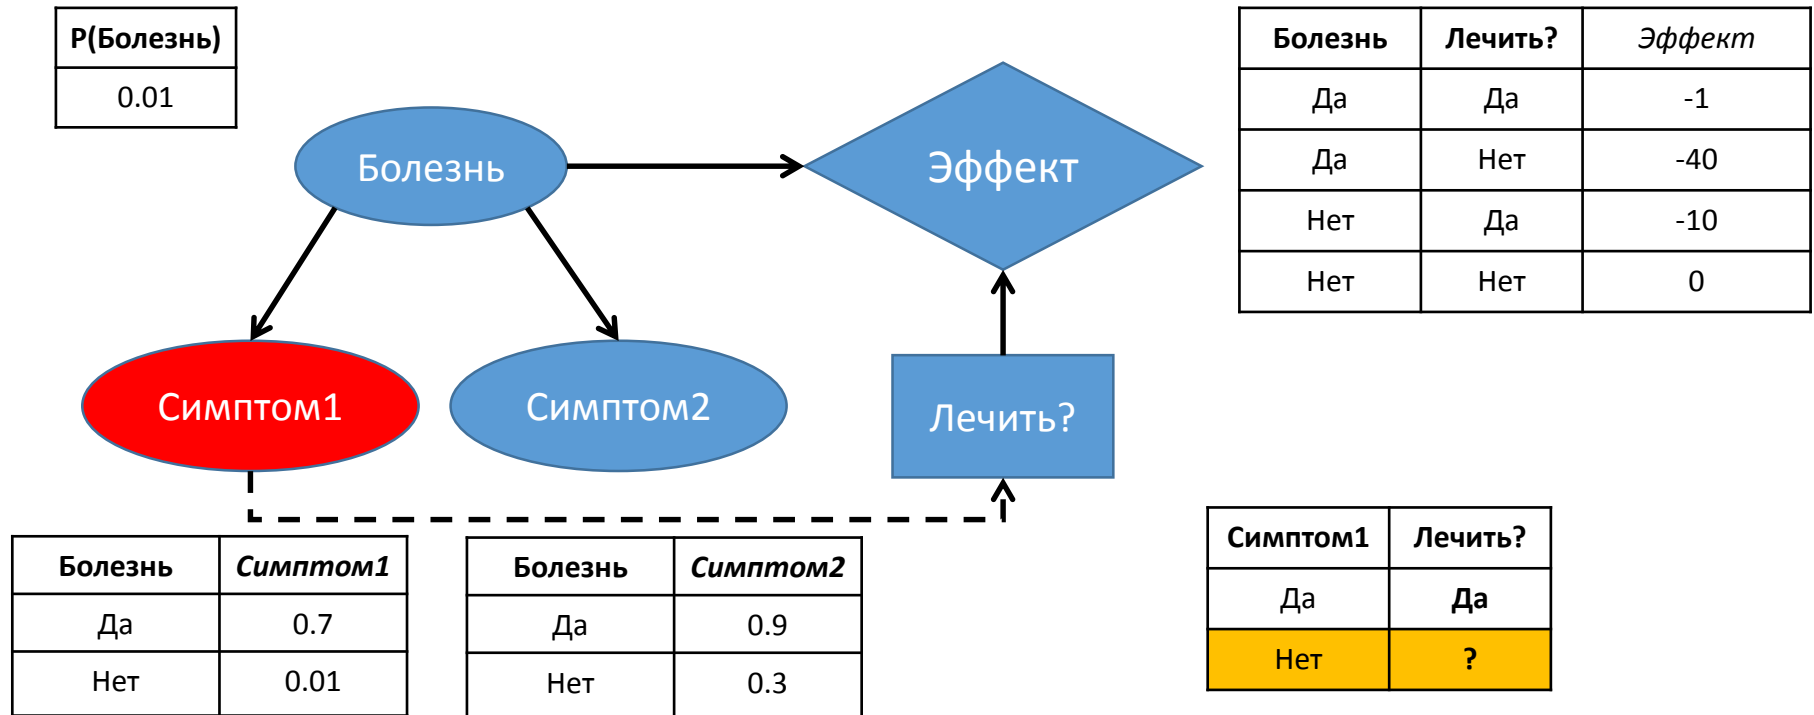 P(Болезнь)
0.01
Болезнь
Эффект
Болезнь Лечить? Эффект
Да Да -1
Да Нет -40
Нет Да -10
Нет Нет 0
Симптом1
Симптом2
Лечить?
Болезнь Симптом1
Да 0.7
Нет 0.01
Болезнь Симптом2
Да 0.9
Нет 0.3
Симптом1 Лечить?
Да Да
Нет ?